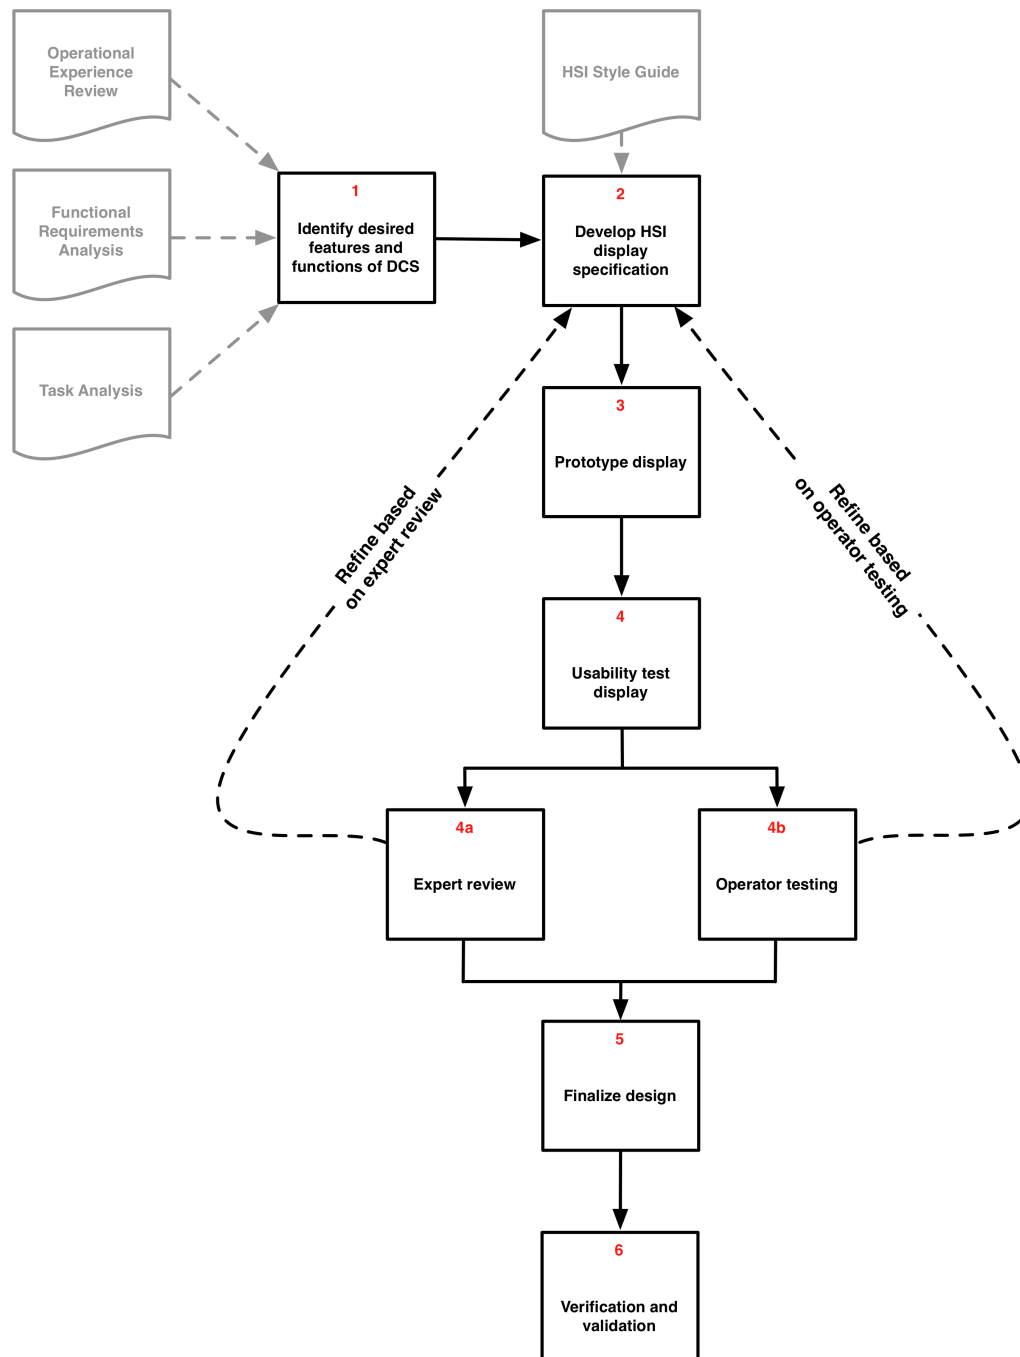 Operational
Experience
Review
HSI Style Guide
Functional
Requirements
Analysis
Task Analysis
1
Identify desired
features and
functions of DCS
2
Develop HSI
display
specification
3
Prototype display
Refine based
on expert review
Refine based
on operator testing
4
Usability test
display
4a
Expert review
4b
Operator testing
5
Finalize design
6
Verification and
validation